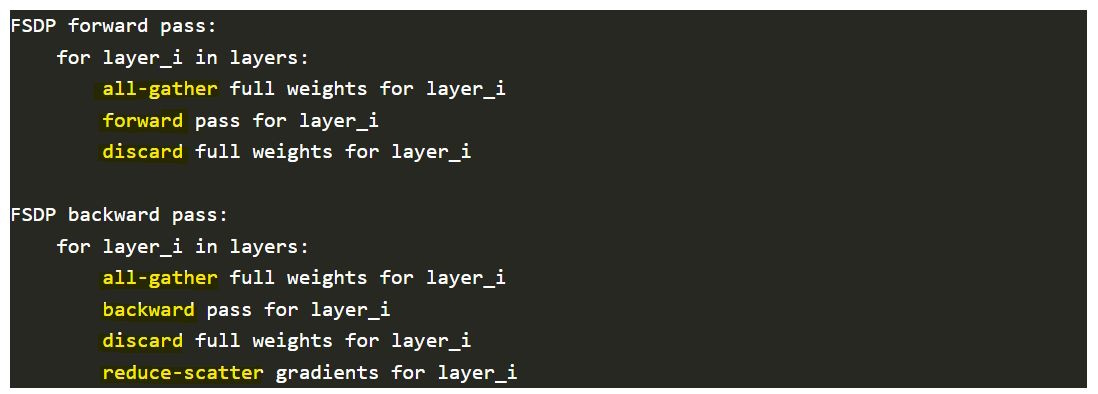 FSDP forward pass:
    for layer_i in layers:
        all-gather full weights for layer_i
        forward pass for layer_i
        discard full weights for layer_i

FSDP backward pass:
    for layer_i in layers:
        all-gather full weights for layer_i
        backward pass for layer_i
        discard full weights for layer_i
        reduce-scatter gradients for layer_i